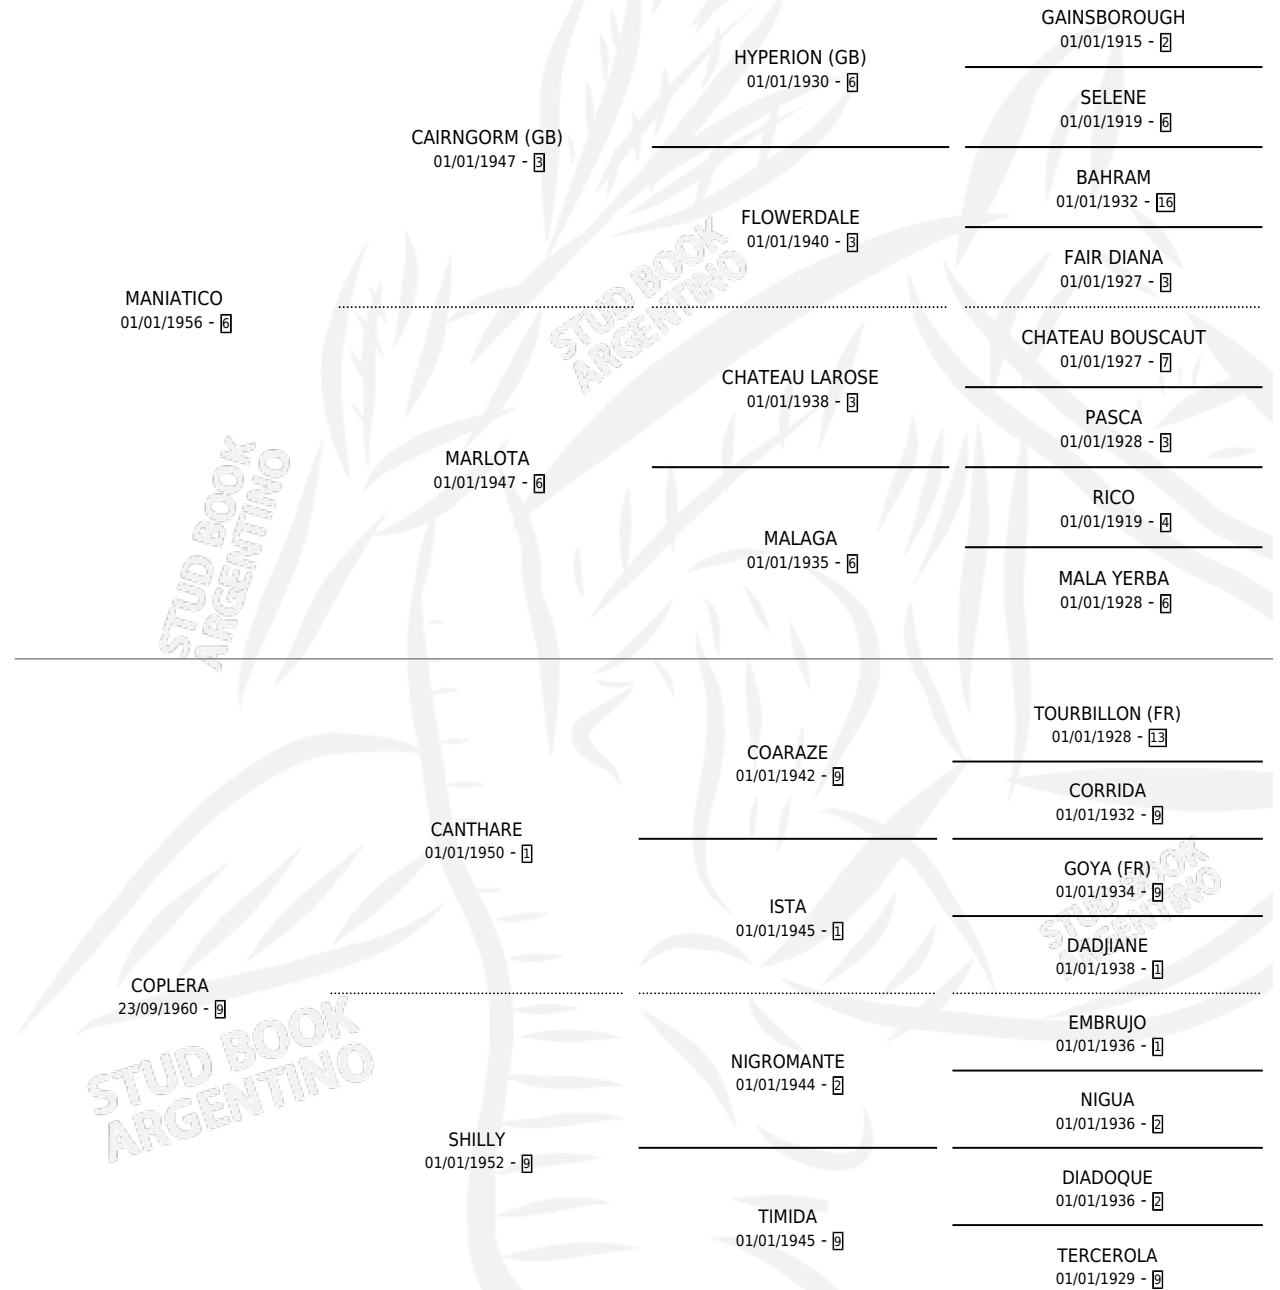 GAINSBOROUGH
01/01/1915 - 2
HYPERION (GB)
01/01/1930 - 6
SELENE
01/01/1919 - 6
CAIRNGORM (GB)
01/01/1947 - 3
BAHRAM
01/01/1932 - 16
FLOWERDALE
01/01/1940 - 3
FAIR DIANA
01/01/1927 - 3
MANIATICO
01/01/1956 - 6
STUD BOOK
ARGENTINO
CHATEAU BOUSCAUT
01/01/1927 - 7
CHATEAU LAROSE
01/01/1938 - 3
PASCA
01/01/1928 - 3
MARLOTA
01/01/1947 - 6
RICO
01/01/1919 - 4
MALAGA
01/01/1935 - 6
MALA YERBA
01/01/1928 - 6
STUD BOOK
ARGENTINO
TOURBILLON (FR)
01/01/1928 - 13
COARAZE
01/01/1942 - 9
CORRIDA
01/01/1932 - 9
CANTHARE
01/01/1950 - 1
GOYA (FR)
01/01/1934 - 9
STUD BOOK
ARGENTINO
ISTA
01/01/1945 - 1
DADJIANE
01/01/1938 - 1
COPLERA
23/09/1960 - 9
STUD BOOK
ARGENTINO
EMBRUJO
01/01/1936 - 1
NIGROMANTE
01/01/1944 - 2
NIGUA
01/01/1936 - 2
SHILLY
01/01/1952 - 9
DIADOQUE
01/01/1936 - 2
TIMIDA
01/01/1945 - 9
TERCEROLA
01/01/1929 - 9